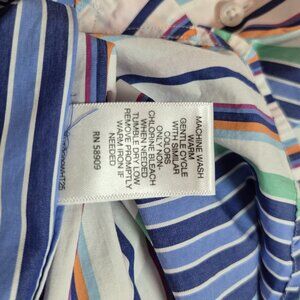 MACHINE WASH
WARM
GENTLE CYCLE
WITH SIMILAR
COLORS
ONLY NON-
CHLORINE BLEACH
WHEN NEEDED
TUMBLE DRY LOW
REMOVE PROMPTLY
WARM IRON IF
NEEDED
RN 58909